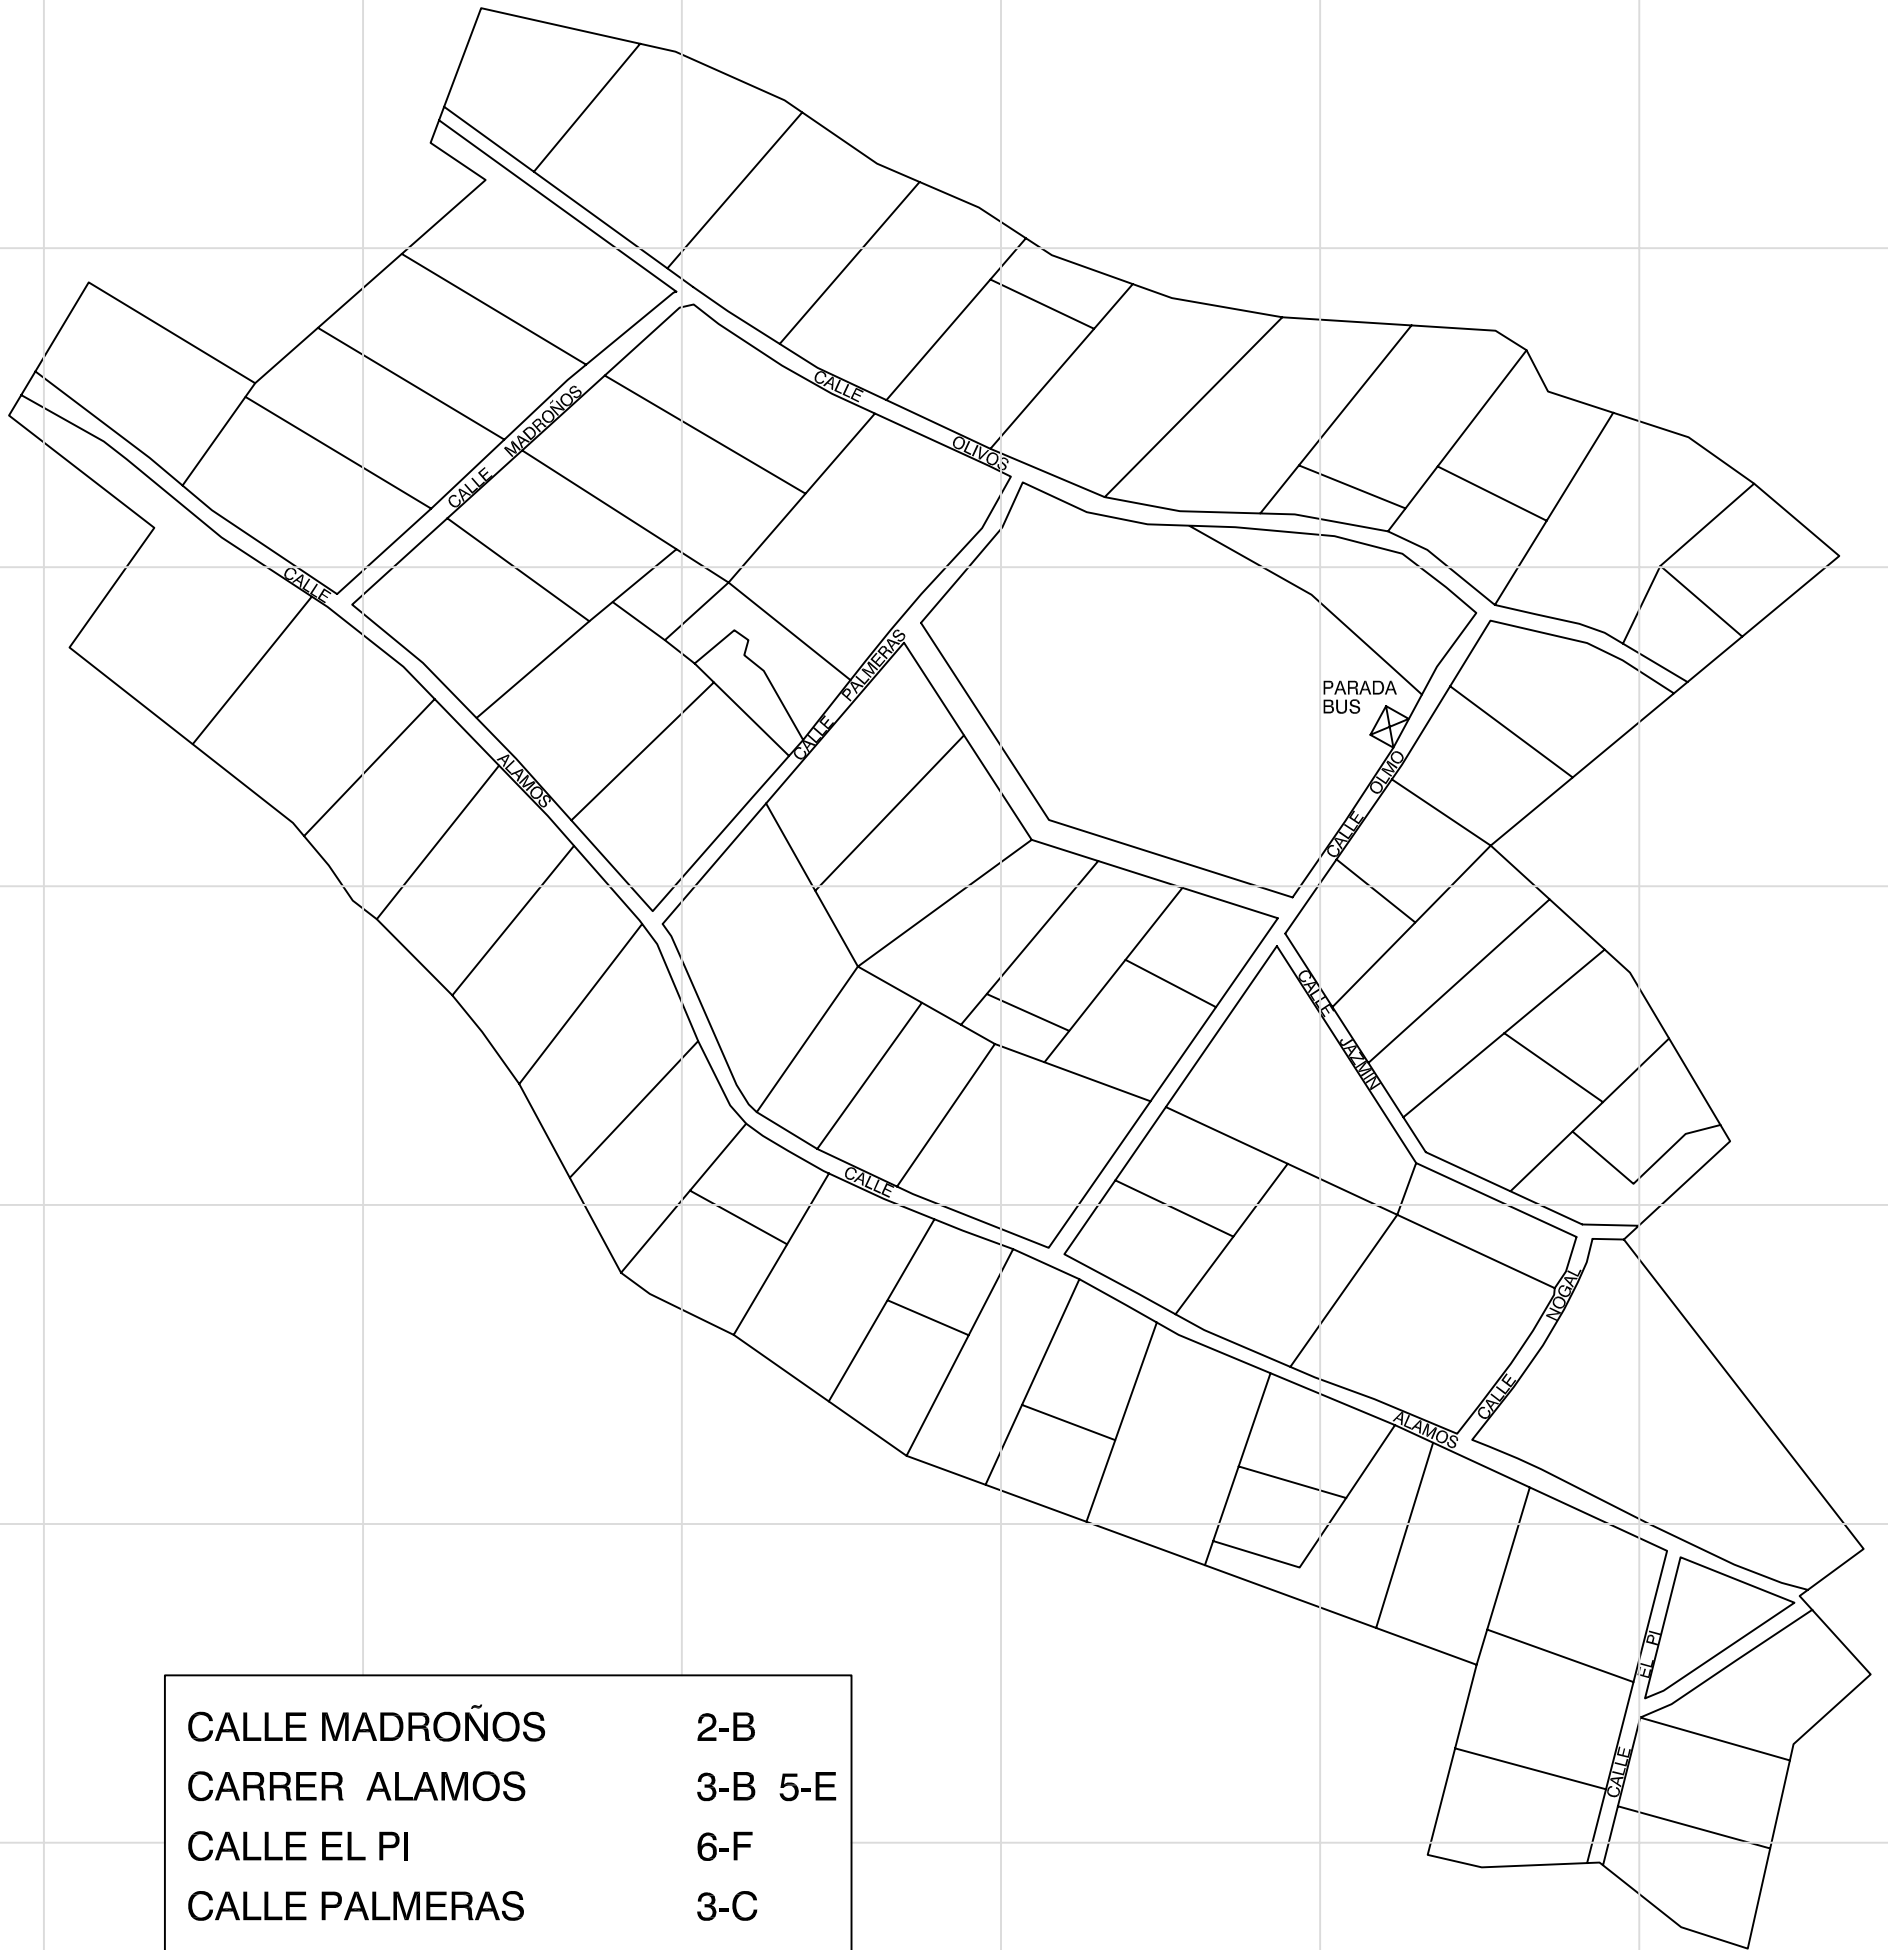 CALLE
MADROÑOS
CALLE
OLIVOS
CALLE
ALAMOS
CALLE
PALMERAS
PARADA
BUS
CALLE
OLMO
CALLE
JAZMIN
CALLE
ALAMOS
CALLE
NOGAL
CALLE
EL PI
CALLE MADROÑOS 2-B
CARRER ALAMOS 3-B 5-E
CALLE EL PI 6-F
CALLE PALMERAS 3-C